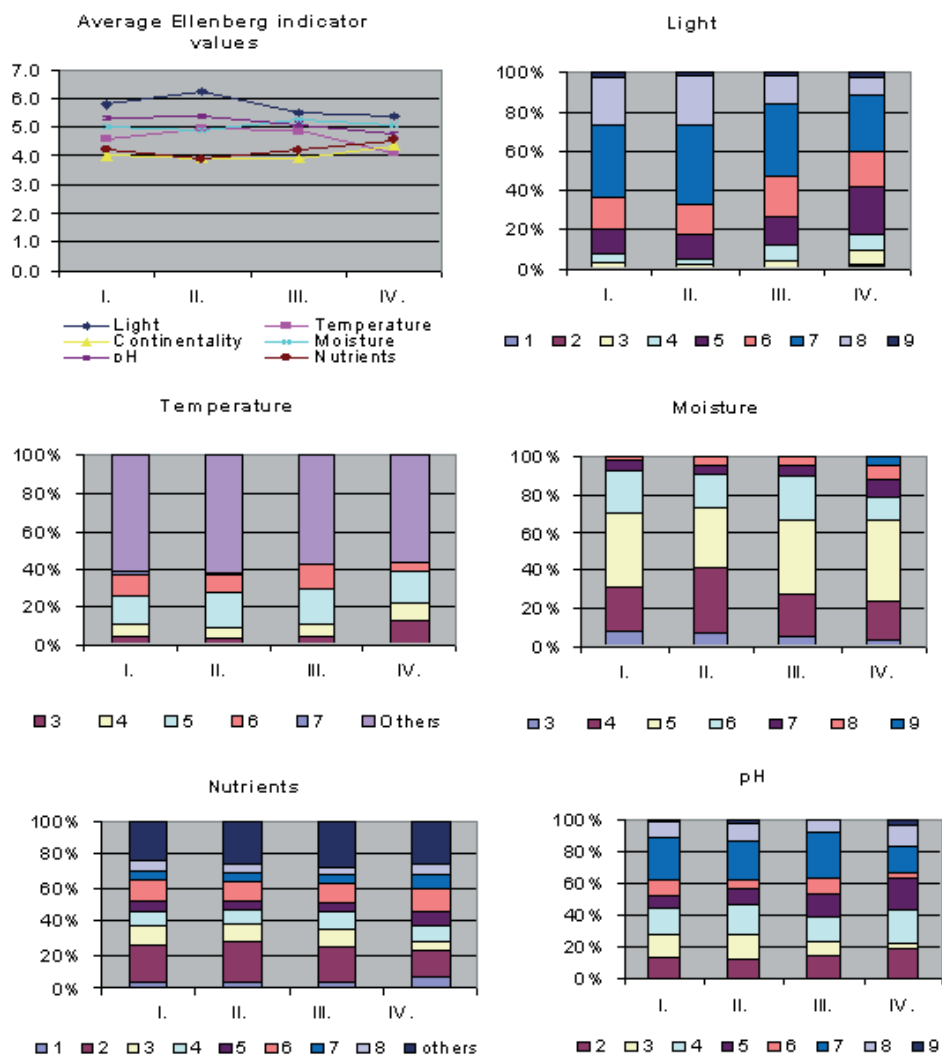 Average Ellenberg indicator
values
7.0
6.0
5.0
4.0
3.0
2.0
1.0
0.0
I. II. III. IV.
Light Temperature
Continentality Moisture
pH Nutrients
Light
100%
80%
60%
40%
20%
0%
I. II. III. IV.
1 2 3 4 5 6 7 8 9
Temperature
100%
80%
60%
40%
20%
0%
I. II. III. IV.
3 4 5 6 7 Others
Moisture
100%
80%
60%
40%
20%
0%
I. II. III. IV.
3 4 5 6 7 8 9
Nutrients
100%
80%
60%
40%
20%
0%
I. II. III. IV.
1 2 3 4 5 6 7 8 others
pH
100%
80%
60%
40%
20%
0%
I. II. III. IV.
2 3 4 5 6 7 8 9